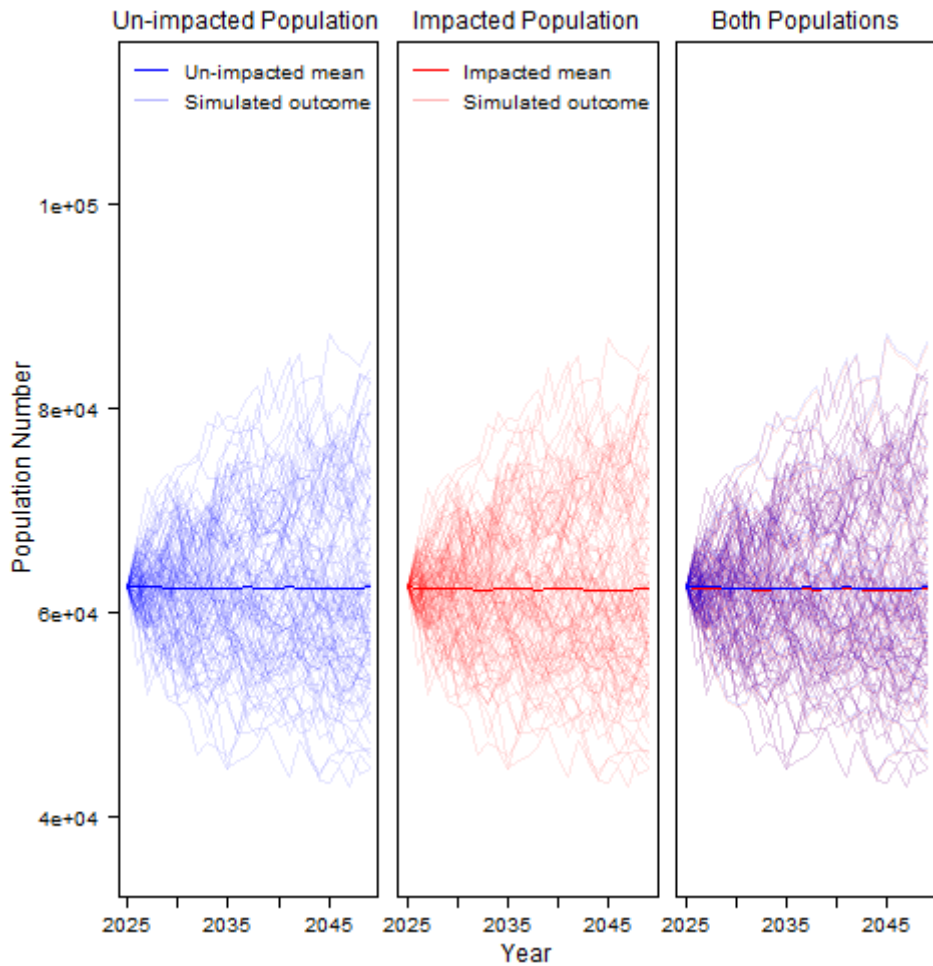 Un-impacted Population
Impacted Population
Both Populations
Un-impacted mean
Simulated outcome
Impacted mean
Simulated outcome
Population Number
1e+05
8e+04
6e+04
4e+04
2025 2035 2045
2025 2035 2045
2025 2035 2045
Year